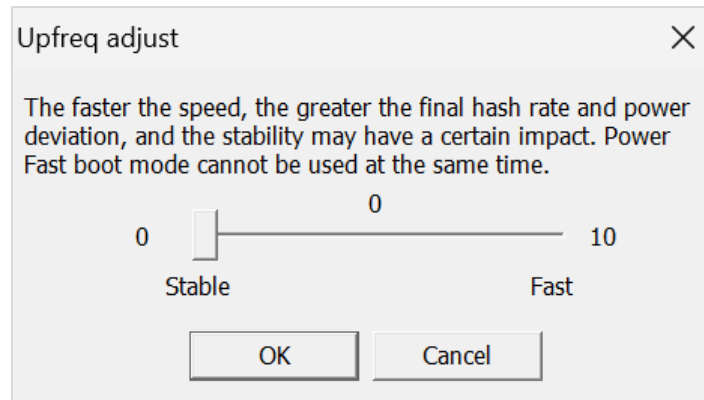 Upfreq adjust
The faster the speed, the greater the final hash rate and power
deviation, and the stability may have a certain impact. Power
Fast boot mode cannot be used at the same time.
0
0
10
Stable
Fast
OK
Cancel